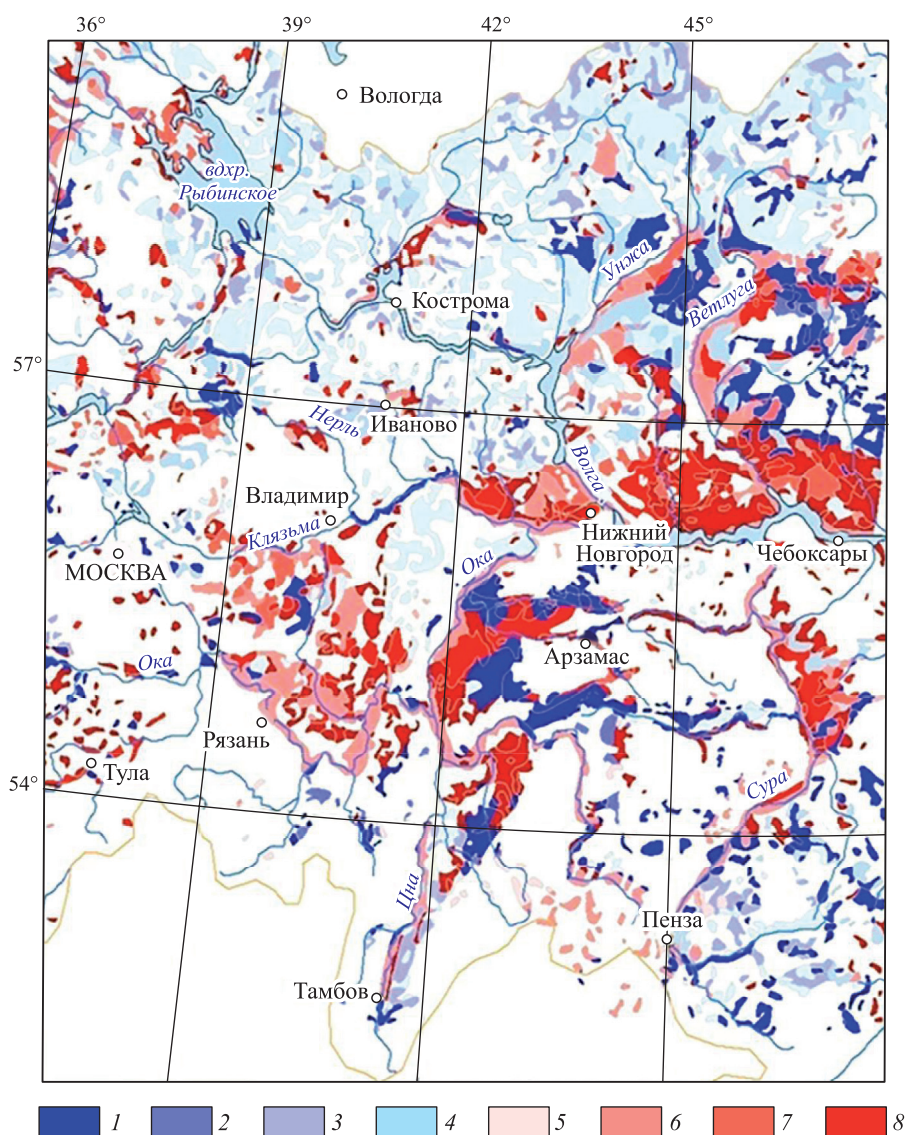 36° 39° 42° 45°
Вологда
вдхр.
Рыбинское
Унжа
Кострома
Ветлуга
57°
Иваново
Нерль
Волга
Владимир
Клязьма
Нижний
Новгород
Ока
Чебоксары
МОСКВА
Арзамас
Ока
Рязань
Тула
54°
Сура
Цна
Пенза
Тамбов
1 2 3 4 5 6 7 8